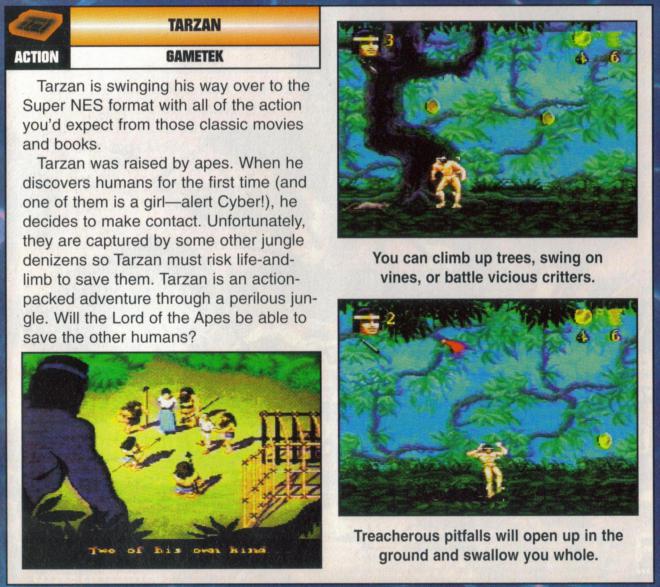 TARZAN
ACTION
GAMETEK
Tarzan is swinging his way over to the
Super NES format with all of the action
you'd expect from those classic movies
and books.
Tarzan was raised by apes. When he
discovers humans for the first time (and
one of them is a girl—alert Cyber!), he
decides to make contact. Unfortunately,
they are captured by some other jungle
denizens so Tarzan must risk life-and-
limb to save them. Tarzan is an action-
packed adventure through a perilous jun-
gle. Will the Lord of the Apes be able to
save the other humans?
Two of his own kind
3
4 6
You can climb up trees, swing on
vines, or battle vicious critters.
2
4 6
Treacherous pitfalls will open up in the
ground and swallow you whole.